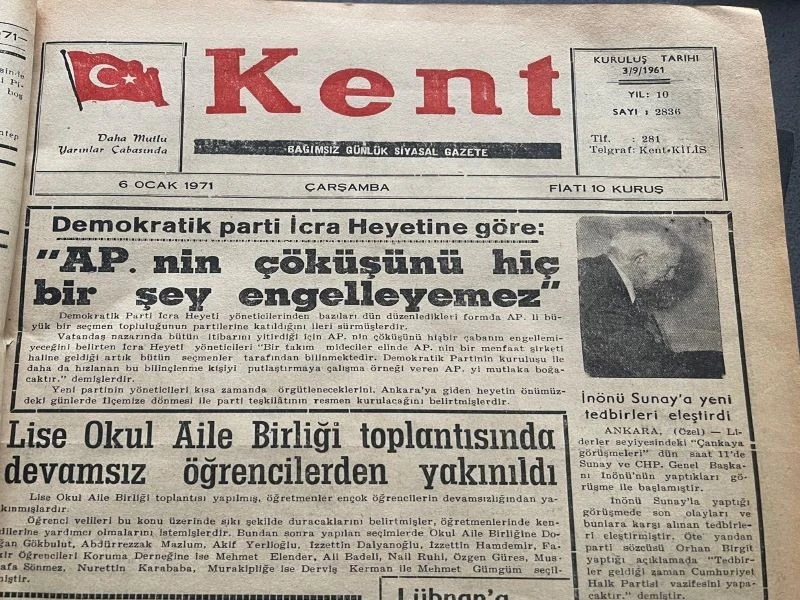 71—
sinde
i Pi-
boş
ntep
Daha Mutlu
Yarınlar Çabasında
Kent
BAĞIMSIZ GÜNLÜK SİYASAL GAZETE
KURULUŞ TARİHİ
3/9/1961
YIL: 10
SAYI : 2836
Tlf. : 281
Telgraf: Kent-KİLİS
6 OCAK 1971 ÇARŞAMBA FİATI 10 KURUŞ
Demokratik parti İcra Heyetine göre:
"AP. nin çöküşünü hiç
bir şey engelleyemez"
Demokratik Parti İcra Heyeti yöneticilerinden bazıları dün düzenledikleri formda AP. li bü-
yük bir seçmen topluluğunun partilerine katıldığını ileri sürmüşlerdir.
Vatandaş nazarında bütün itibarını yitirdiği için AP. nin çöküşünü hişbir çabanın engellemi-
yeceğini belirten İcra Heyeti yöneticileri "Bir takım mideciler elinde AP. nin bir menfaat şirketi
haline geldiği artık bütün seçmenler tarafından bilinmektedir. Demokratik Partinin kuruluşu ile
daha da hızlanan bu bilinçlenme kişiyi putlaştırmaya çalışma örneği veren AP. yi mutlaka boğa-
caktır." demişlerdir.
Yeni partinin yöneticileri kısa zamanda örgütleneceklerini, Ankara'ya giden heyetin önümüz-
deki günlerde İlçemize dönmesi ile parti teşkilâtının resmen kurulacağını belirtmişlerdir.
İnönü Sunay'a yeni
tedbirleri eleştirdi
ANKARA, (Özel) — Li-
derler seyiyesindeki "Çankaya
görüşmeleri" dün saat 11'de
Sunay ve CHP. Genel Başka-
nı İnönü'nün yaptıkları gö-
rüşme ile başlamıştır.
İnönü Sunay'la yaptığı
görüşmede son olayları ve
bunlara karşı alınan tedbirle-
ri eleştirmiştir. Öte yandan
parti sözcüsü Orhan Birgit
yaptığı açıklamada "Tedbir-
ler geldiği zaman Cumhuriyet
Halk Partisi vazifesini yapa-
caktır." demiştir.
Lise Okul Aile Birliği toplantısında
devamsız öğrencilerden yakınıldı
Lise Okul Aile Birliği toplantısı yapılmış, öğretmenler ençok öğrencilerin devamsızlığından ya-
kınmışlardır.
Öğrenci velileri bu konu üzerinde sıkı şekilde duracaklarını belirtmişler, öğretmenlerinde ken-
dilerine yardımcı olmalarını istemişlerdir. Bundan sonra yapılan seçimlerde Okul Aile Birliğine Do-
ğan Gökbulut, Abdürrezzak Mazlum, Akif Yerlioğlu, İzzettin Dalyanoğlu, İzzettin Hamdemir, Fa-
kir Öğrencileri Koruma Derneğine ise Mehmet Elender, Ali Badeli, Nail Ruhi, Özgen Güreş, Mus-
tafa Sönmez, Nurettin Karababa, Murakipliğe ise Derviş Kerman ile Mehmet Gümgüm seçil-
mişlerdir.
Lübnan'a